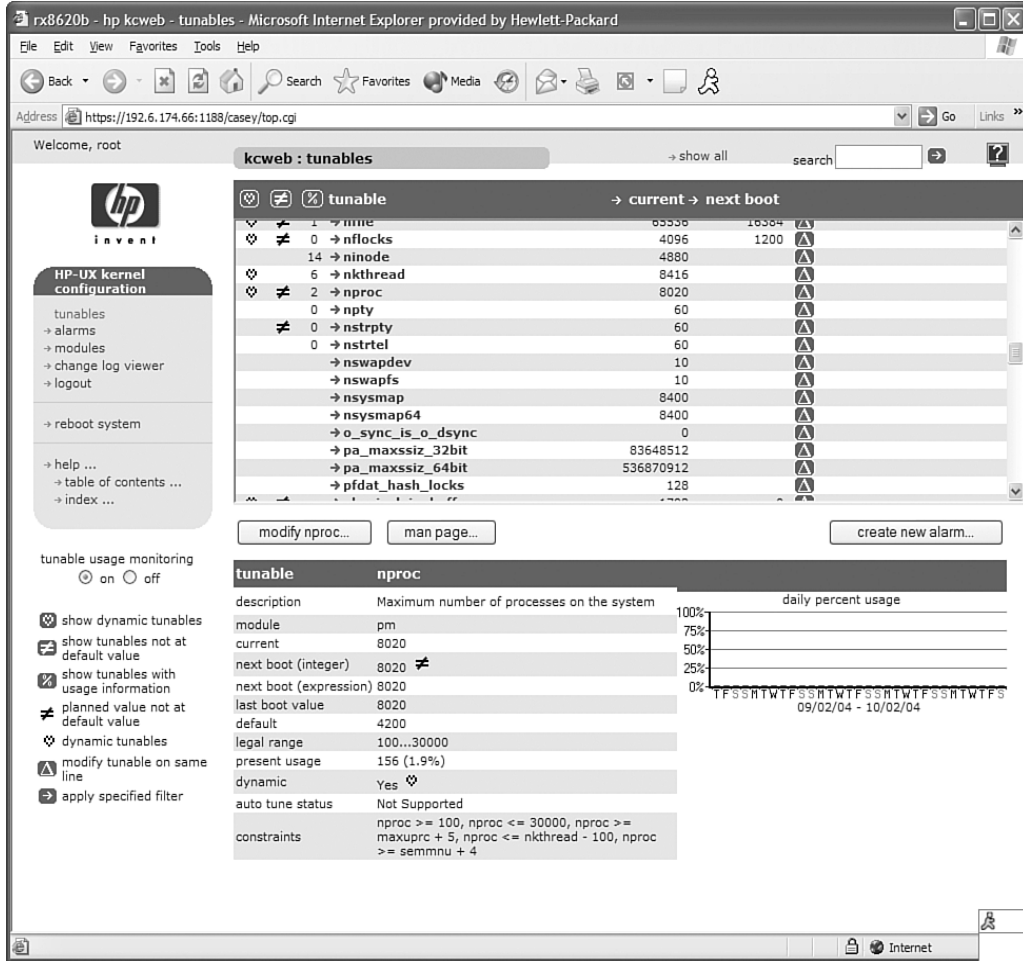 rx8620b - hp kcweb - tunables - Microsoft Internet Explorer provided by Hewlett-Packard
File Edit View Favorites Tools Help
Back Search Favorites Media
Address https://192.6.174.66:1188/casey/top.cgi Go Links »
Welcome, root
kcweb : tunables → show all search
hp
invent
HP-UX kernel
configuration
tunables
→ alarms
→ modules
→ change log viewer
→ logout
→ reboot system
→ help ...
→ table of contents ...
→ index ...
tunable usage monitoring
on off
show dynamic tunables
show tunables not at
default value
show tunables with
usage information
≠ planned value not at
default value
dynamic tunables
modify tunable on same
line
apply specified filter
≠ % tunable → current → next boot
≠ 1 → nfile 65536 16384
≠ 0 → nflocks 4096 1200
14 → ninode 4880
6 → nkthread 8416
≠ 2 → nproc 8020
0 → npty 60
≠ 0 → nstrpty 60
0 → nstrtel 60
→ nswapdev 10
→ nswapfs 10
→ nsysmap 8400
→ nsysmap64 8400
→ o_sync_is_o_dsync 0
→ pa_maxssiz_32bit 83648512
→ pa_maxssiz_64bit 536870912
→ pfdat_hash_locks 128
modify nproc... man page... create new alarm...
tunable nproc
description Maximum number of processes on the system
module pm
current 8020
next boot (integer) 8020 ≠
next boot (expression) 8020
last boot value 8020
default 4200
legal range 100...30000
present usage 156 (1.9%)
dynamic Yes
auto tune status Not Supported
constraints nproc >= 100, nproc <= 30000, nproc >=
maxuprc + 5, nproc <= nkthread - 100, nproc
>= semmnu + 4
daily percent usage
100%
75%
50%
25%
0%
T F S S M T W T F S S M T W T F S S M T W T F S S M T W T F S
09/02/04 - 10/02/04
Internet